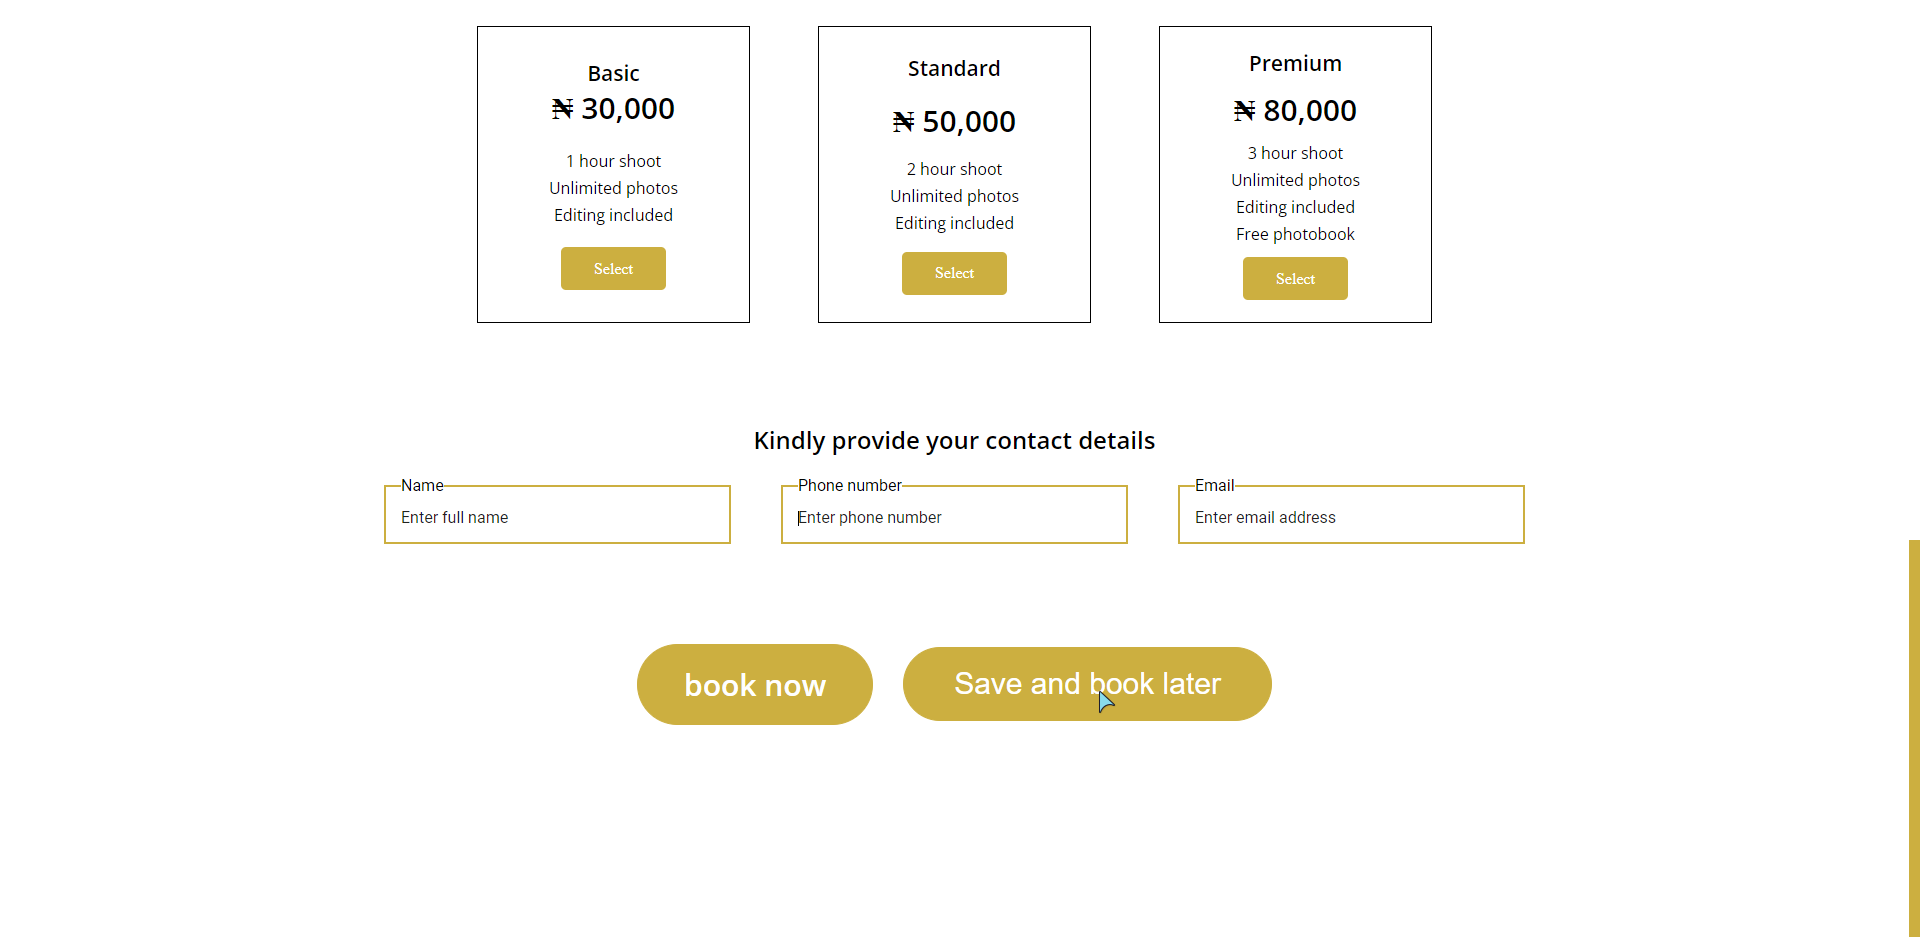 Basic
₦ 30,000
1 hour shoot
Unlimited photos
Editing included
Select
Standard
₦ 50,000
2 hour shoot
Unlimited photos
Editing included
Select
Premium
₦ 80,000
3 hour shoot
Unlimited photos
Editing included
Free photobook
Select
Kindly provide your contact details
Name
Enter full name
Phone number
Enter phone number
Email
Enter email address
book now
Save and book later